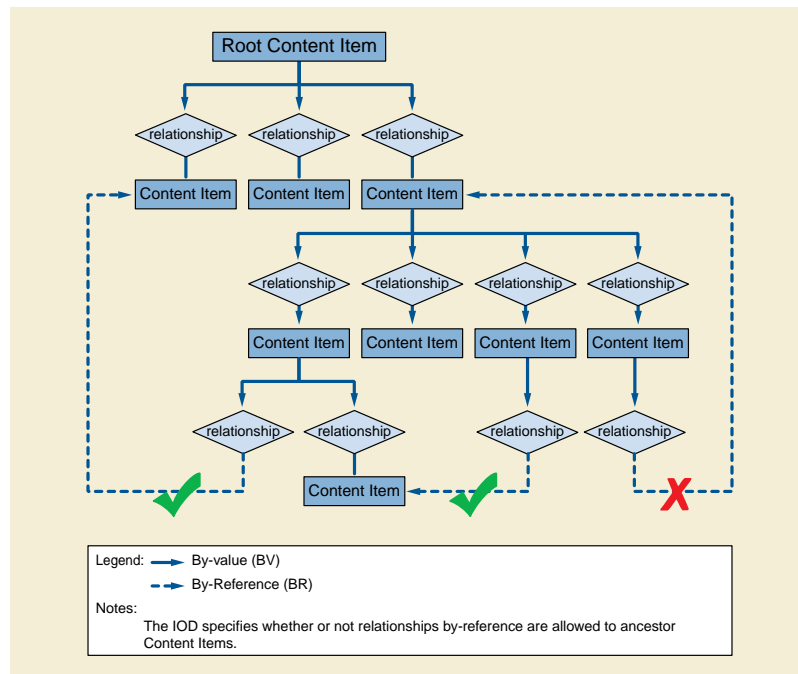 Root Content Item
relationship relationship relationship
Content Item Content Item Content Item
relationship relationship relationship relationship
Content Item Content Item Content Item Content Item
relationship relationship relationship relationship
Content Item
Legend: By-value (BV)
By-Reference (BR)
Notes:
The IOD specifies whether or not relationships by-reference are allowed to ancestor
Content Items.